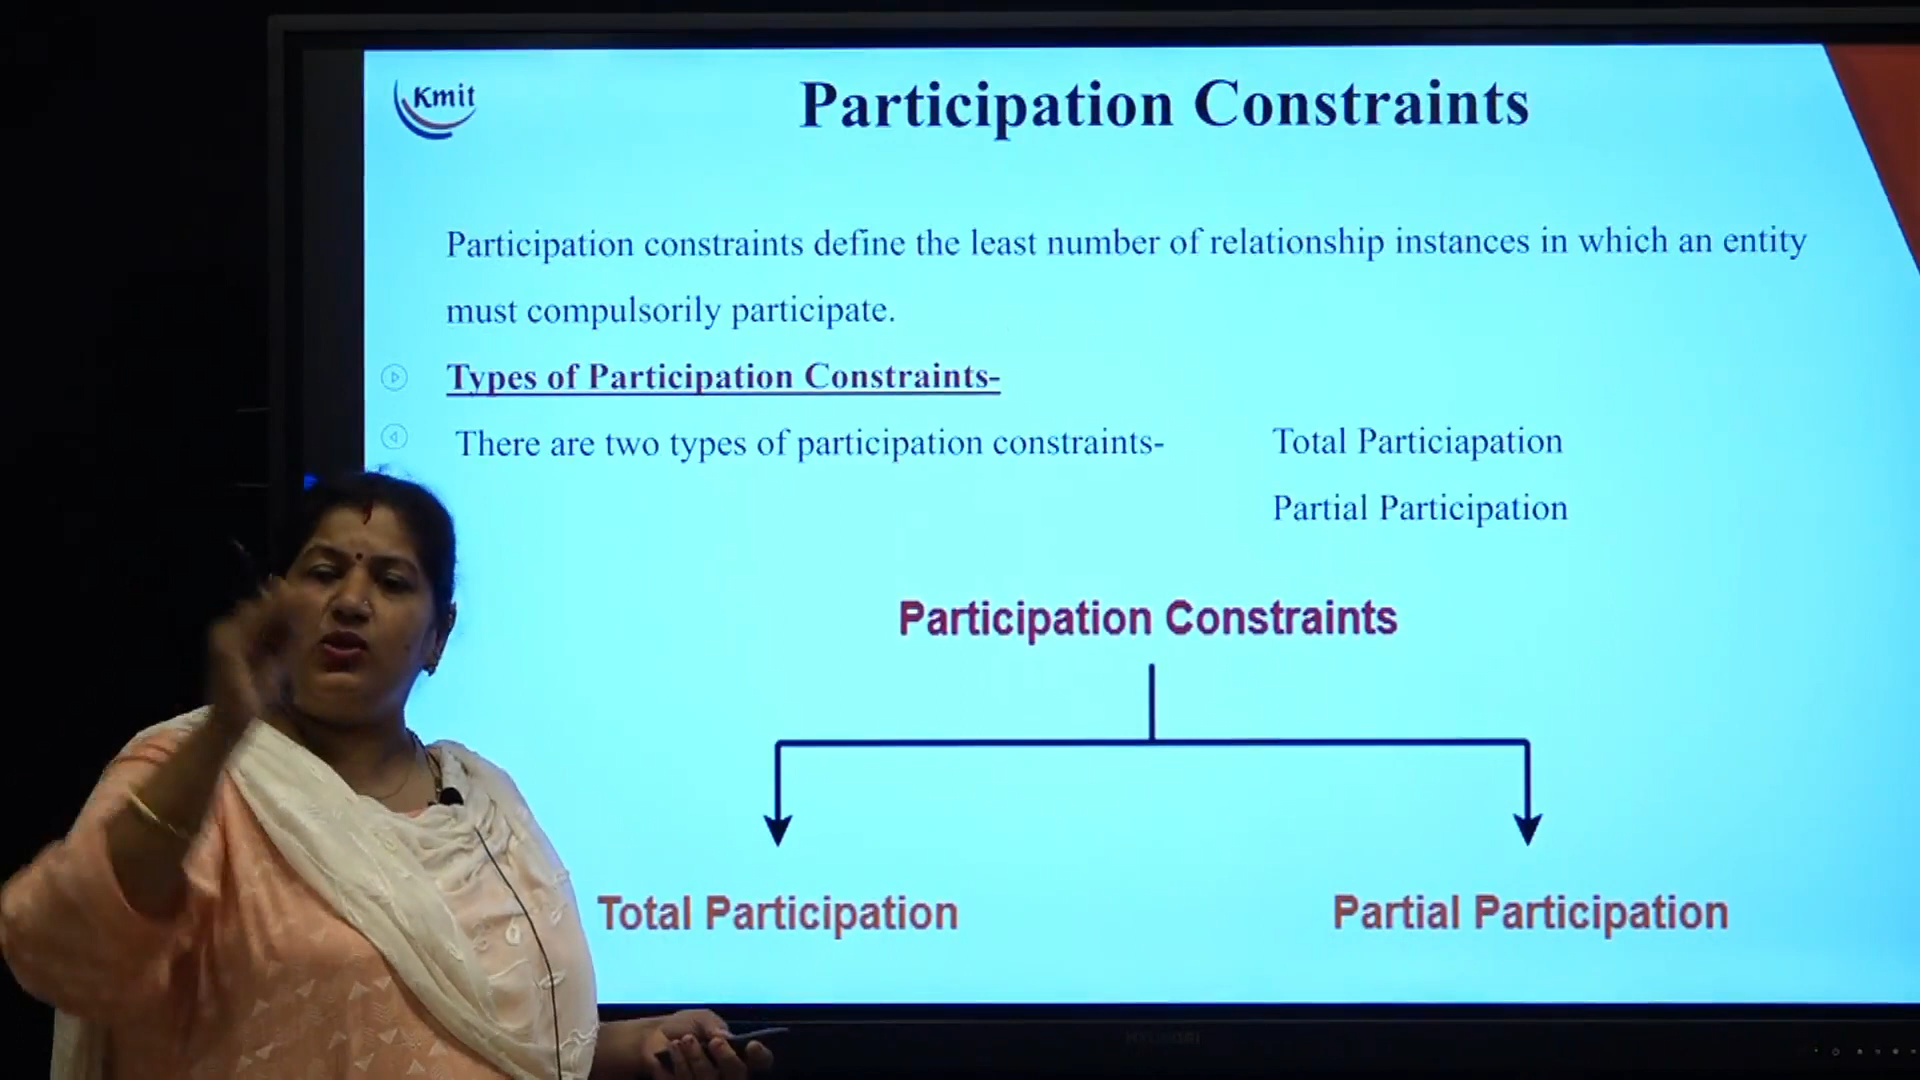 Kmit
Participation Constraints
Participation constraints define the least number of relationship instances in which an entity
must compulsorily participate.
Types of Participation Constraints-
There are two types of participation constraints-
Total Particiapation
Partial Participation
Participation Constraints
Total Participation
Partial Participation